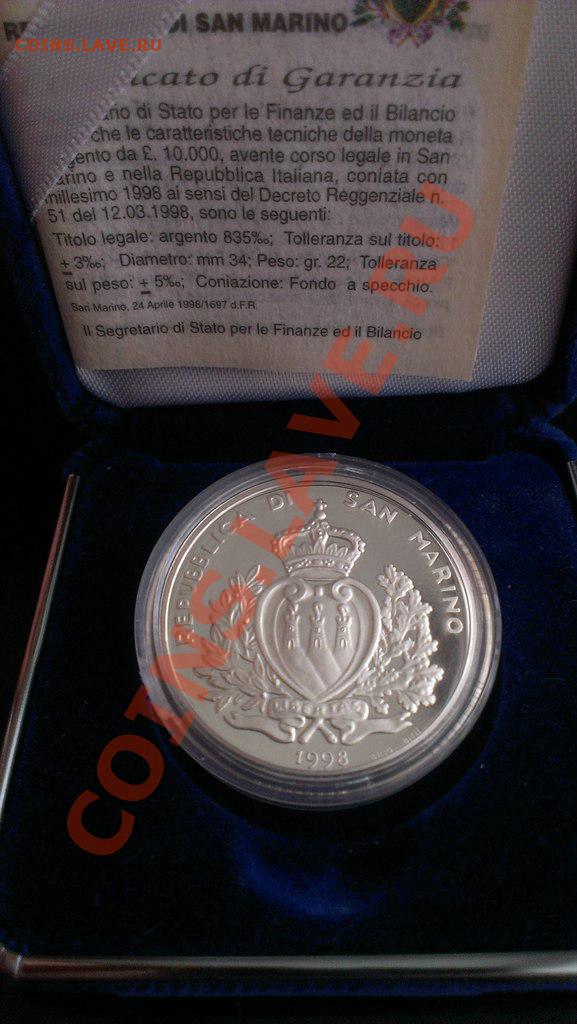 RE DI SAN MARINO
COINS.LAVE.RU
cato di Garanzia
rio di Stato per le Finanze ed il Bilancio
che le caratteristiche tecniche della moneta
gento da £. 10.000, avente corso legale in San
arino e nella Repubblica Italiana, coniata con
millesimo 1998 ai sensi del Decreto Reggenziale n.
51 del 12.03.1998, sono le seguenti:
Titolo legale: argento 835‰; Tolleranza sul titolo:
± 3‰; Diametro: mm 34; Peso: gr. 22; Tolleranza
sul peso: ± 5‰; Coniazione: Fondo a specchio.
San Marino, 24 Aprile 1998/1697 d.F.R.
Il Segretario di Stato per le Finanze ed il Bilancio
COINS.LAVE.RU
REPUBBLICA DI SAN MARINO
LIBERTAS
1998